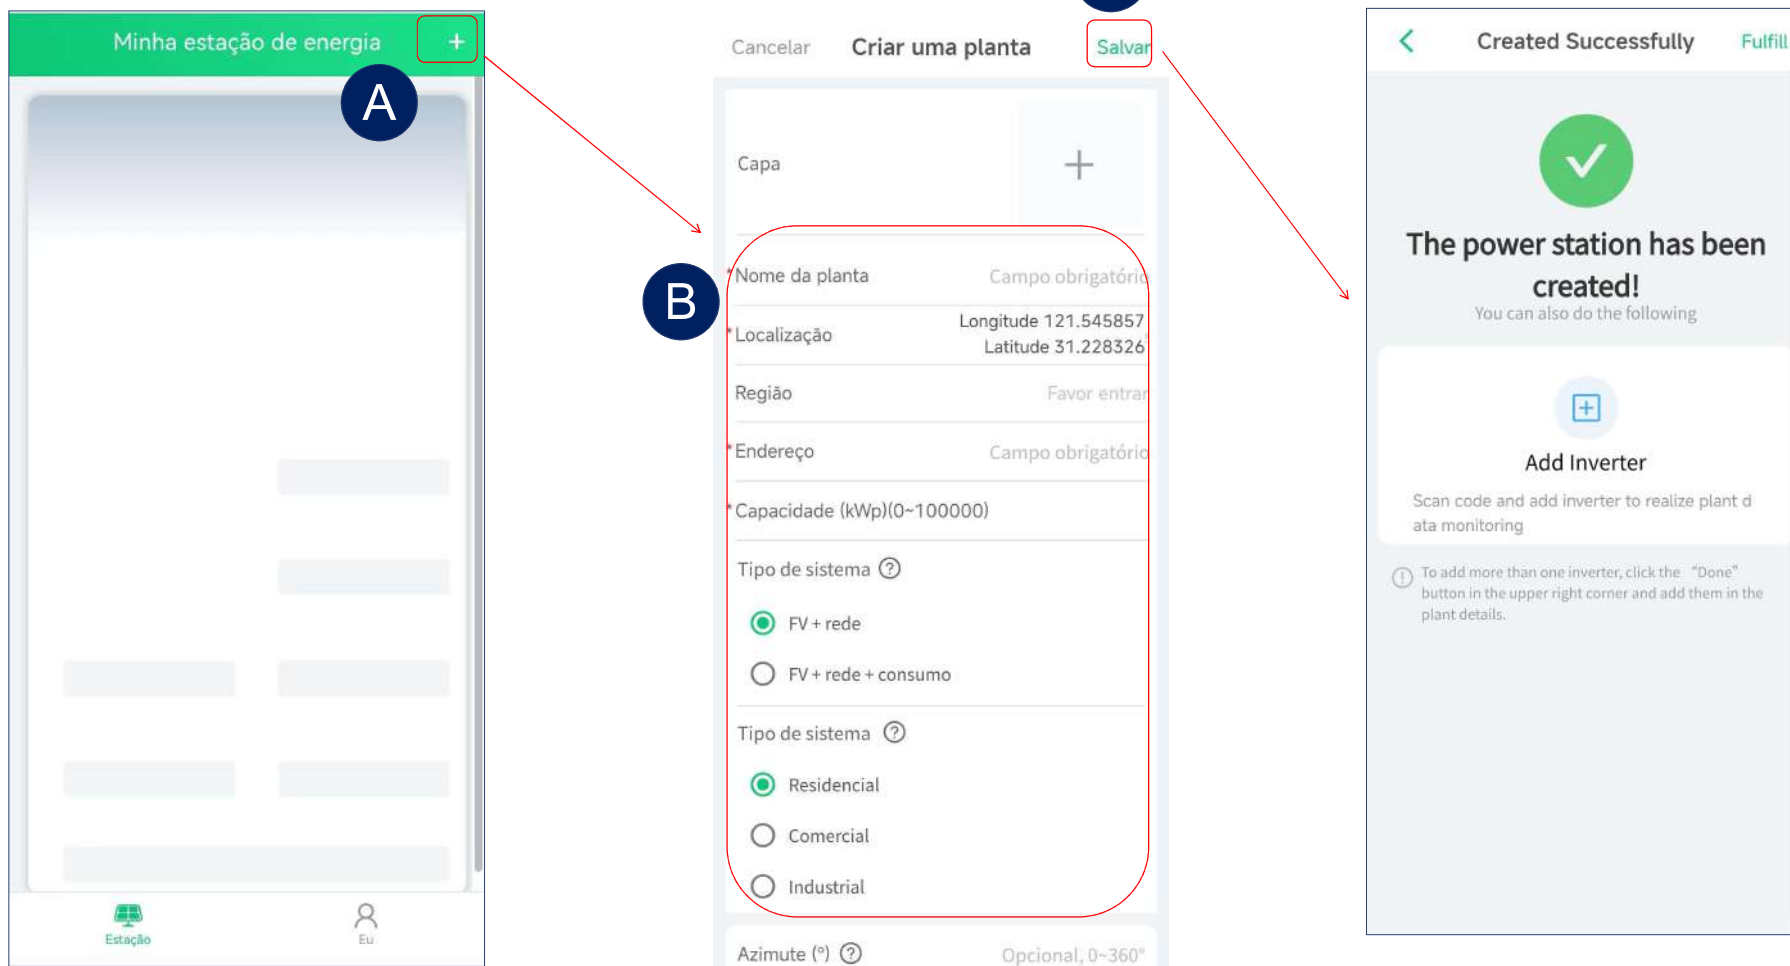 Minha estação de energia +
A
Estação
Eu
Cancelar Criar uma planta Salvar
Capa
B
*Nome da planta Campo obrigatório
*Localização Longitude 121.545857
Latitude 31.228326
Região Favor entrar
*Endereço Campo obrigatório
*Capacidade (kWp)(0~100000)
Tipo de sistema ?
FV + rede
FV + rede + consumo
Tipo de sistema ?
Residencial
Comercial
Industrial
Azimute (°) ? Opcional, 0~360°
< Created Successfully Fulfill
The power station has been
created!
You can also do the following
Add Inverter
Scan code and add inverter to realize plant d
ata monitoring
To add more than one inverter, click the “Done”
button in the upper right corner and add them in the
plant details.